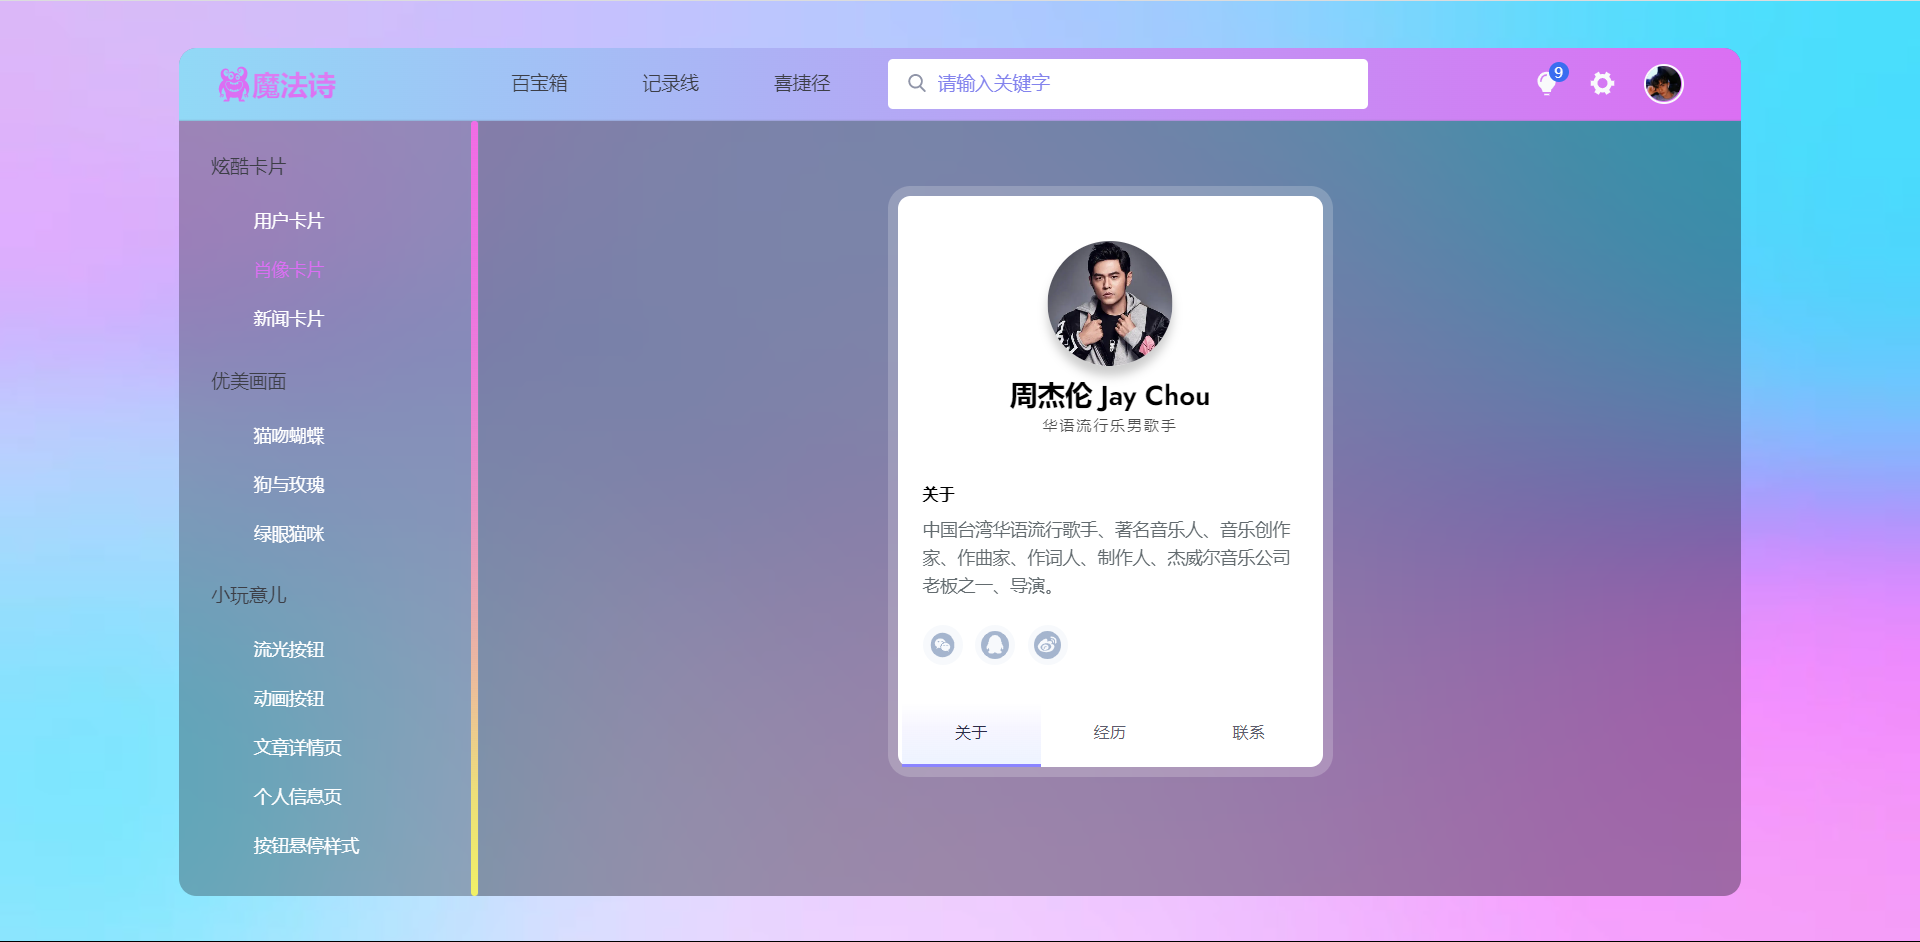 魔法诗
百宝箱
记录线
喜捷径
请输入关键字
9
炫酷卡片
用户卡片
肖像卡片
新闻卡片
优美画面
猫吻蝴蝶
狗与玫瑰
绿眼猫咪
小玩意儿
流光按钮
动画按钮
文章详情页
个人信息页
按钮悬停样式
周杰伦 Jay Chou
华语流行乐男歌手
关于
中国台湾华语流行歌手、著名音乐人、音乐创作
家、作曲家、作词人、制作人、杰威尔音乐公司
老板之一、导演。
关于
经历
联系